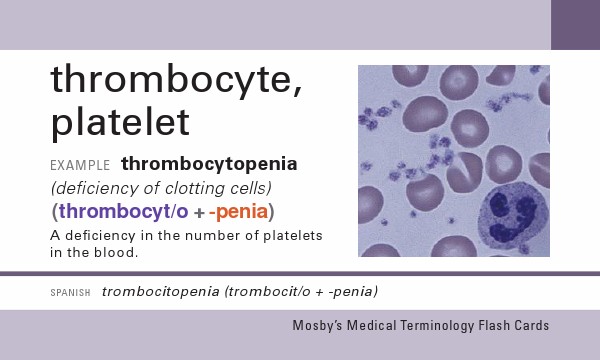 thrombocyte,
platelet
EXAMPLE thrombocytopenia
(deficiency of clotting cells)
(thrombocyt/o + -penia)
A deficiency in the number of platelets
in the blood.
SPANISH trombocitopenia (trombocit/o + -penia)
Mosby's Medical Terminology Flash Cards